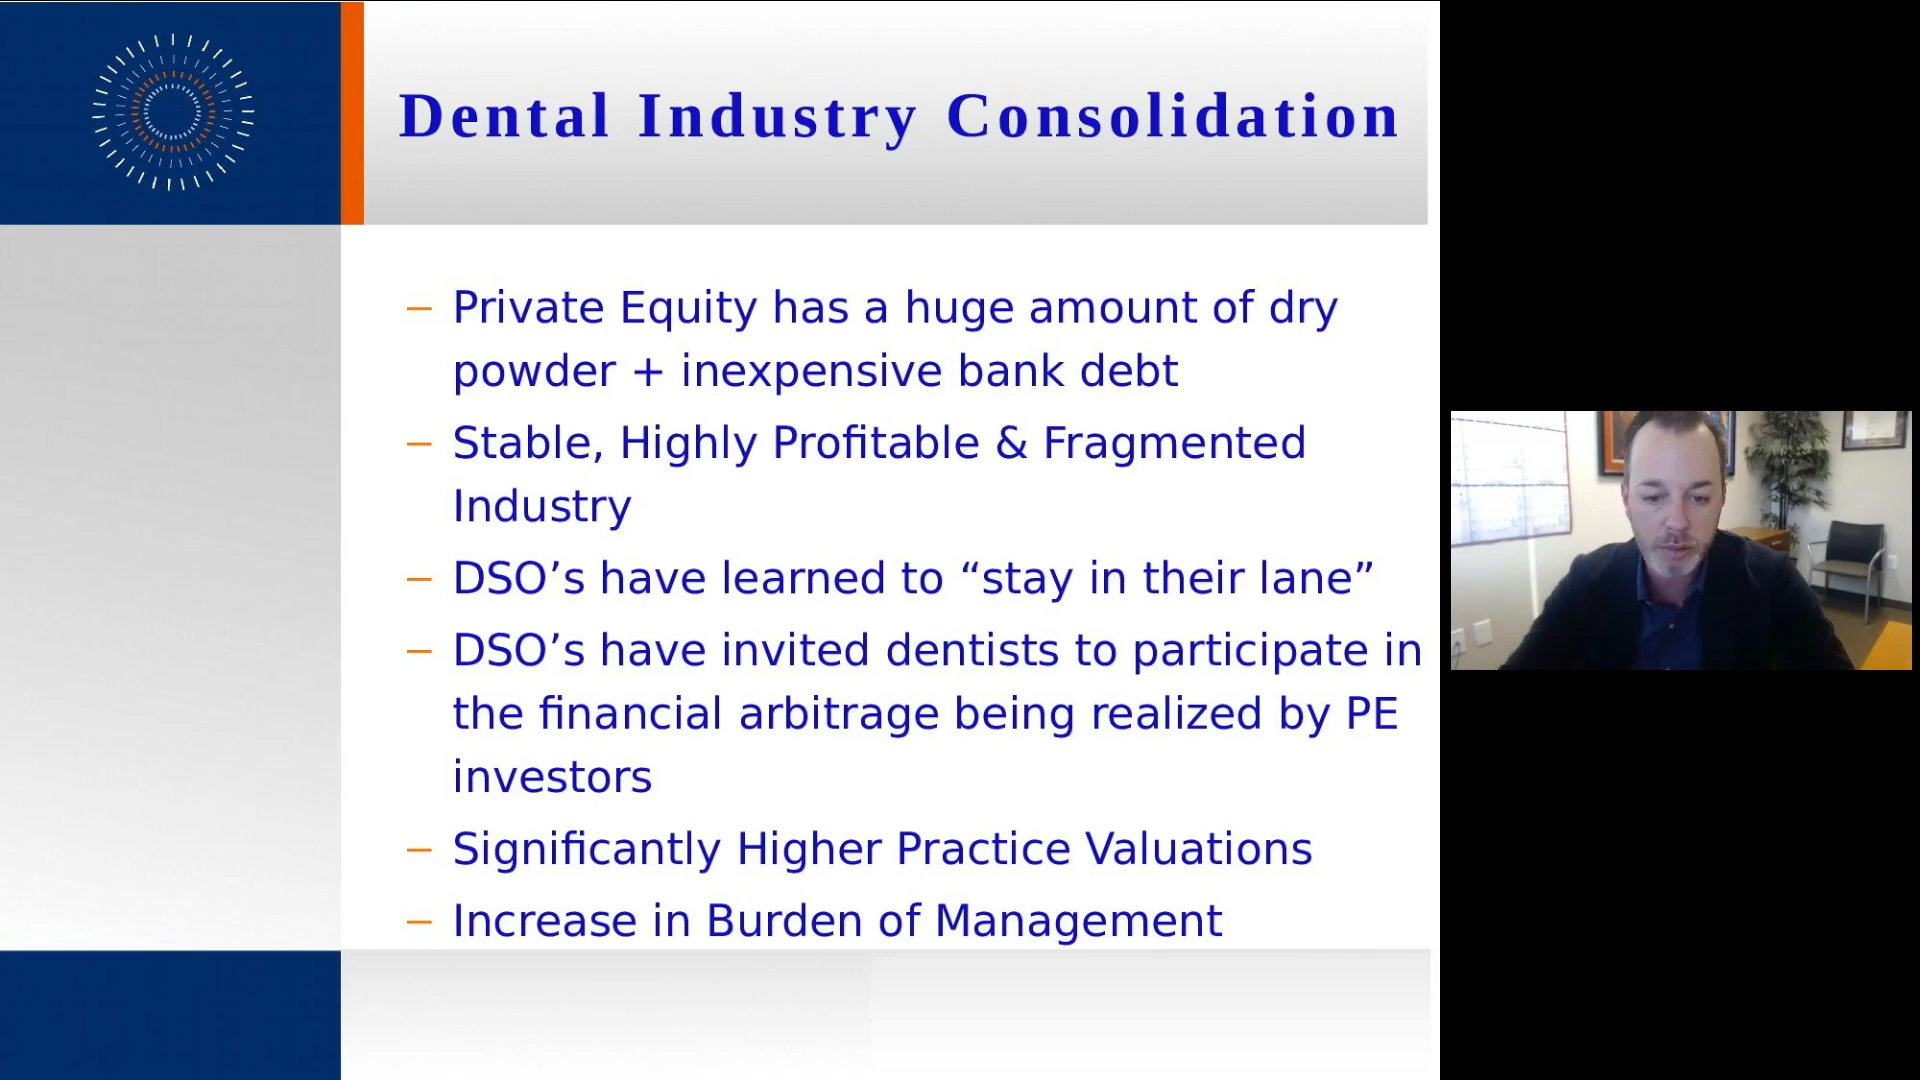 Dental Industry Consolidation
– Private Equity has a huge amount of dry
powder + inexpensive bank debt
– Stable, Highly Profitable & Fragmented
Industry
– DSO’s have learned to “stay in their lane”
– DSO’s have invited dentists to participate in
the financial arbitrage being realized by PE
investors
– Significantly Higher Practice Valuations
– Increase in Burden of Management